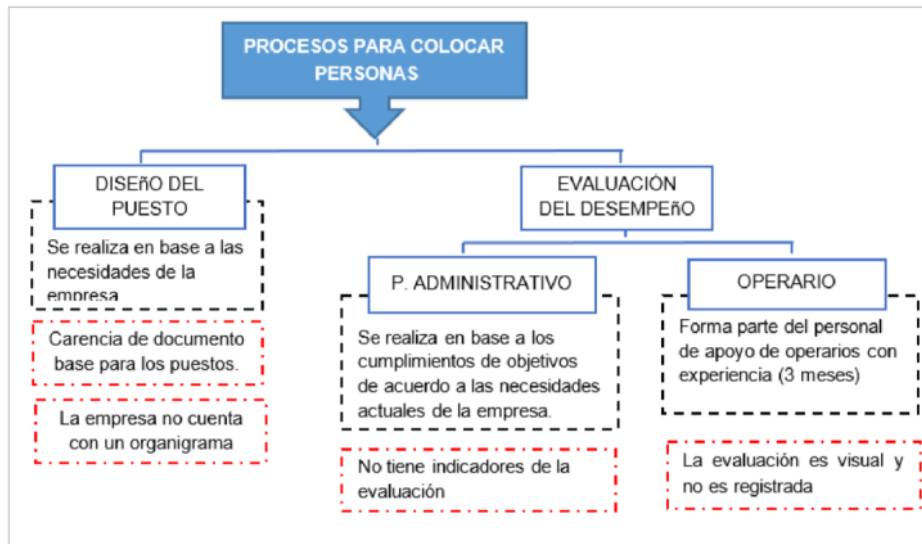 PROCESOS PARA COLOCAR
PERSONAS
DISEñO DEL
PUESTO
Se realiza en base a las
necesidades de la
empresa
Carencia de documento
base para los puestos.
La empresa no cuenta
con un organigrama
EVALUACIÓN
DEL DESEMPEñO
P. ADMINISTRATIVO
Se realiza en base a los
cumplimientos de objetivos
de acuerdo a las necesidades
actuales de la empresa.
No tiene indicadores de la
evaluación
OPERARIO
Forma parte del personal
de apoyo de operarios con
experiencia (3 meses)
La evaluación es visual y
no es registrada